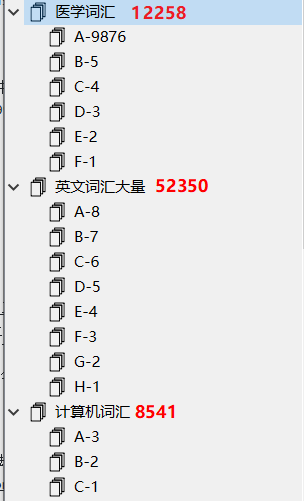 医学词汇 12258
A-9876
B-5
C-4
D-3
E-2
F-1
英文词汇大量 52350
A-8
B-7
C-6
D-5
E-4
F-3
G-2
H-1
计算机词汇 8541
A-3
B-2
C-1